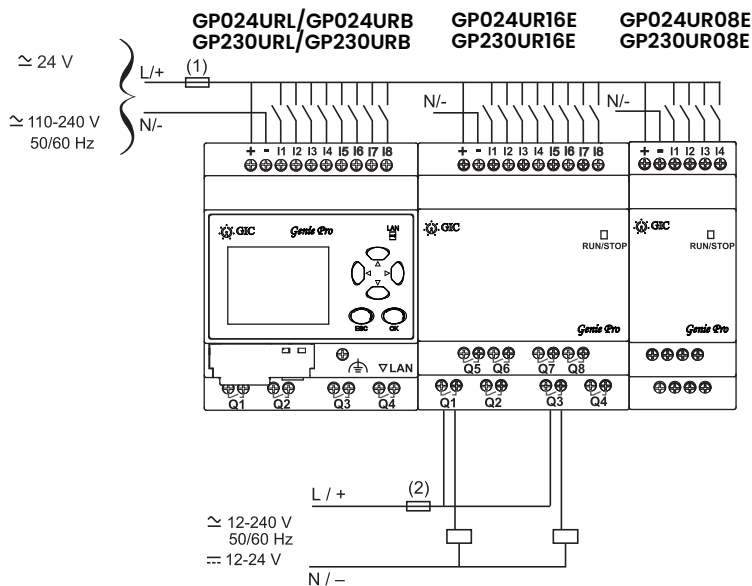 GP024URL/GP024URB GP024UR16E GP024UR08E
GP230URL/GP230URB GP230UR16E GP230UR08E
≃ 24 V
L/+
(1)
≃ 110-240 V
50/60 Hz
N/-
N/-
N/-
+ - I1 I2 I3 I4 I5 I6 I7 I8
+ - I1 I2 I3 I4 I5 I6 I7 I8
+ - I1 I2 I3 I4
GIC Genie Pro LAN
ESC OK
GIC
RUN/STOP
Genie Pro
GIC
RUN/STOP
Genie Pro
▽LAN
Q1 Q2 Q3 Q4
Q5 Q6 Q7 Q8
Q1 Q2 Q3 Q4
L / +
(2)
≃ 12-240 V
50/60 Hz
⎓ 12-24 V
N / –